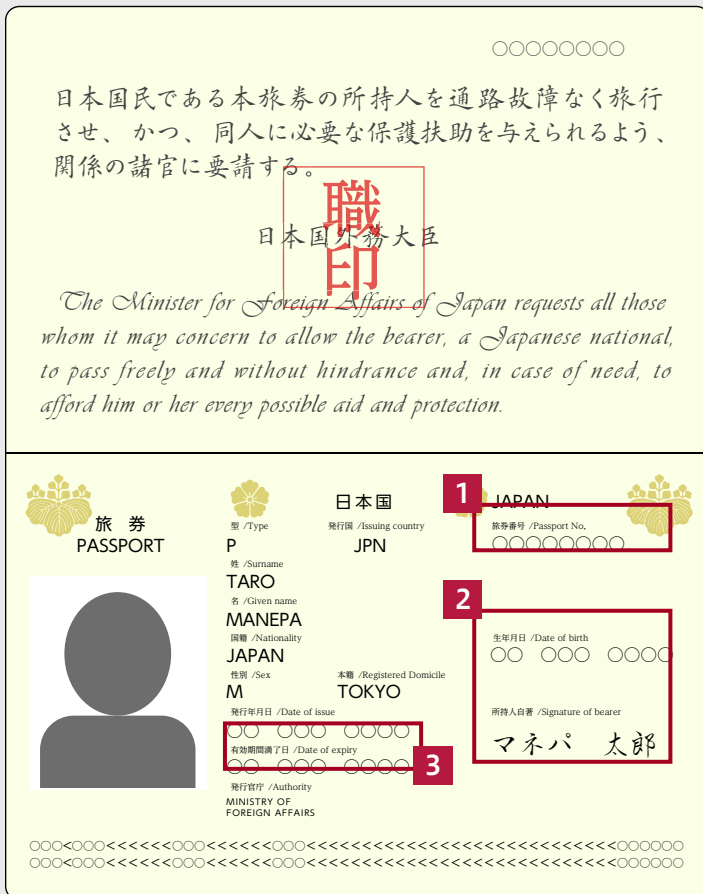 ○○○○○○○○
日本国民である本旅券の所持人を通路故障なく旅行
させ、かつ、同人に必要な保護扶助を与えられるよう、
関係の諸官に要請する。
職印
日本国外務大臣
The Minister for Foreign Affairs of Japan requests all those
whom it may concern to allow the bearer, a Japanese national,
to pass freely and without hindrance and, in case of need, to
afford him or her every possible aid and protection.
旅 券
PASSPORT
日本国
1
JAPAN
型 /Type
発行国 /Issuing country
旅券番号 /Passport No.
P
JPN
○○○○○○○○
姓 /Surname
TARO
名 /Given name
MANEPA
2
国籍 /Nationality
JAPAN
生年月日 /Date of birth
○○ ○○○ ○○○○
性別 /Sex
本籍 /Registered Domicile
M
TOKYO
発行年月日 /Date of issue
○○ ○○○ ○○○○
所持人自著 /Signature of bearer
マネパ 太郎
有効期間満了日 /Date of expiry
○○ ○○○ ○○○○
3
発行官庁 /Authority
MINISTRY OF
FOREIGN AFFAIRS
○○○<○○○<<<<<<○○○<<<<<<○○○<<<<<<<<<<<<<<<<<<<<<<<<<<<<<○○○○○○
○○○<○○○<<<<<<○○○<<<<<<○○○<<<<<<<<<<<<<<<<<<<<<<<<<<<<<○○○○○○